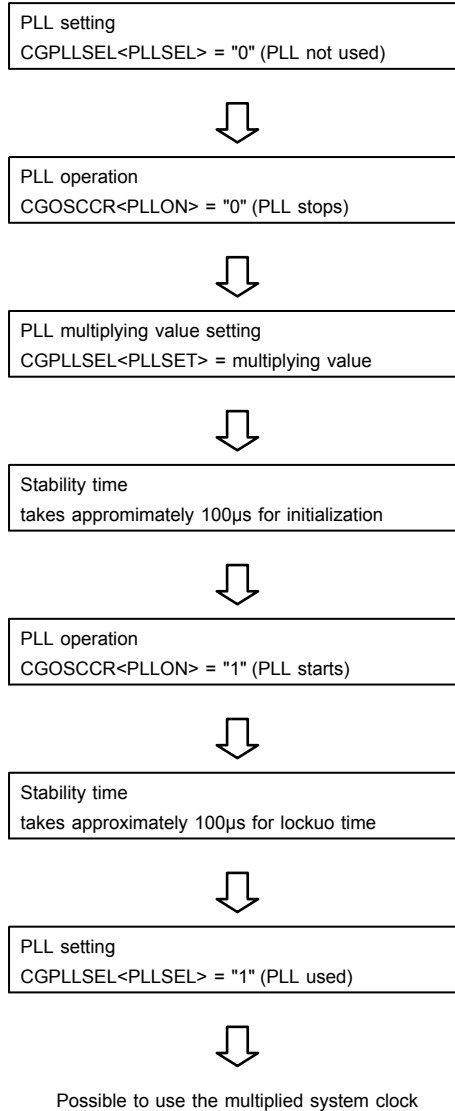 PLL setting
CGPLLSEL<PLLSEL> = "0" (PLL not used)
PLL operation
CGOSCCR<PLLON> = "0" (PLL stops)
PLL multiplying value setting
CGPLLSEL<PLLSET> = multiplying value
Stability time
takes appromimately 100µs for initialization
PLL operation
CGOSCCR<PLLON> = "1" (PLL starts)
Stability time
takes approximately 100µs for lockuo time
PLL setting
CGPLLSEL<PLLSEL> = "1" (PLL used)
Possible to use the multiplied system clock